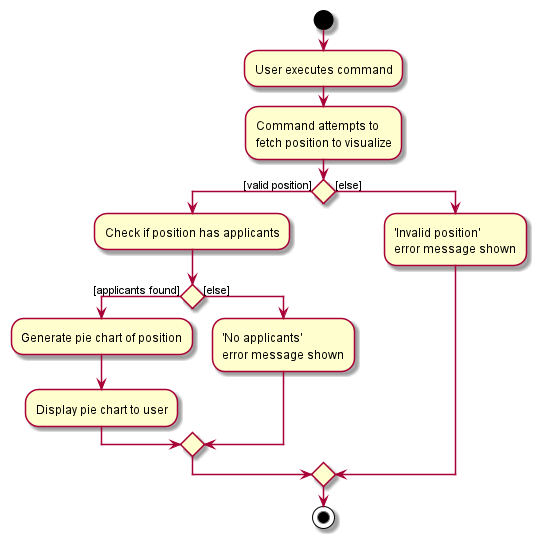 User executes command
Command attempts to
fetch position to visualize
[valid position]
[else]
Check if position has applicants
'Invalid position'
error message shown
[applicants found]
[else]
Generate pie chart of position
'No applicants'
error message shown
Display pie chart to user